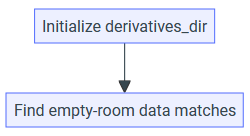 Initialize derivatives_dir
Find empty-room data matches